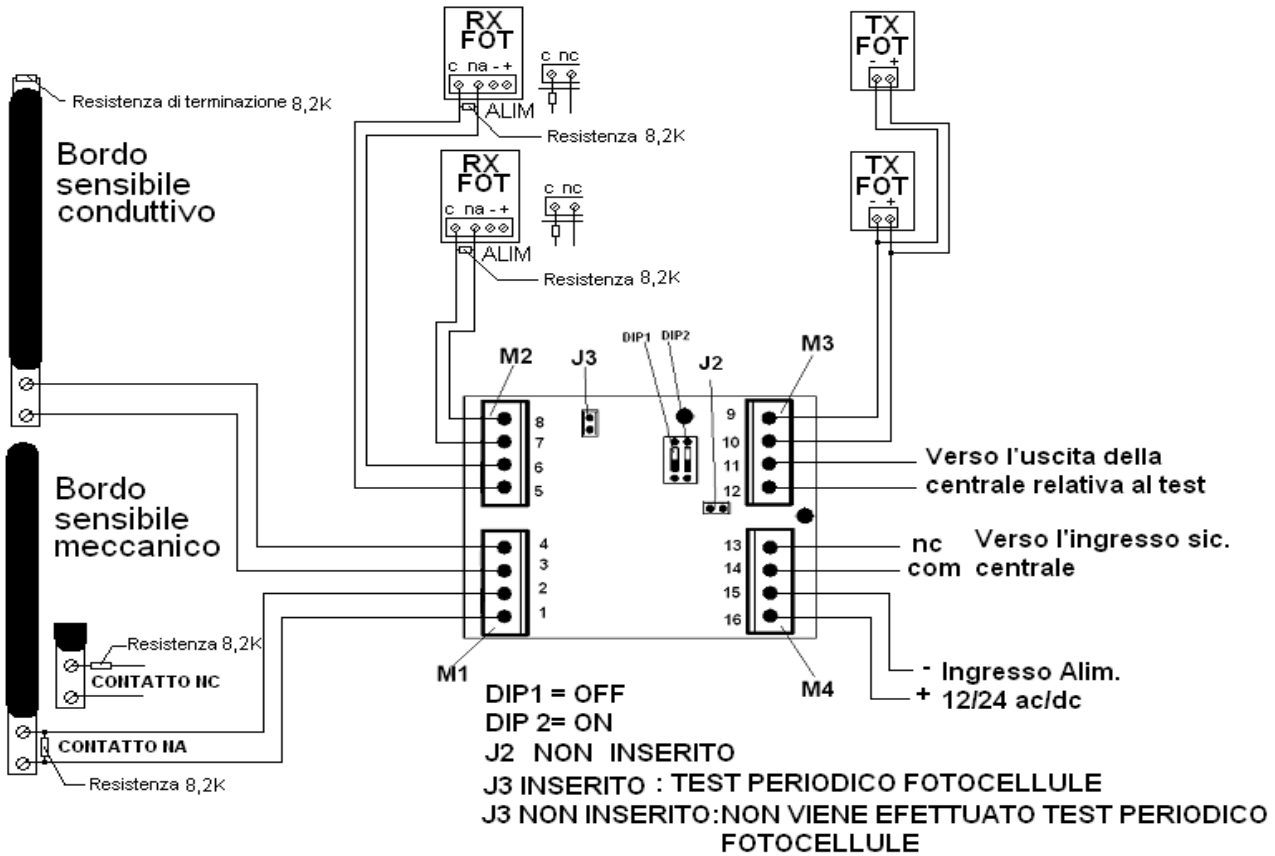 RX
FOT
c na - +
c nc
ALIM
Resistenza 8,2K
TX
FOT
- +
Resistenza di terminazione 8,2K
Bordo
sensibile
conduttivo
RX
FOT
c na - +
c nc
ALIM
Resistenza 8,2K
TX
FOT
- +
M2
J3
DIP1
DIP2
J2
M3
8
7
6
5
9
10
11
12
Verso l'uscita della
centrale relativa al test
Bordo
sensibile
meccanico
4
3
2
1
13
14
15
16
nc Verso l'ingresso sic.
com centrale
Resistenza 8,2K
CONTATTO NC
CONTATTO NA
Resistenza 8,2K
M1
M4
- Ingresso Alim.
+ 12/24 ac/dc
DIP1 = OFF
DIP 2= ON
J2 NON INSERITO
J3 INSERITO : TEST PERIODICO FOTOCELLULE
J3 NON INSERITO:NON VIENE EFETTUATO TEST PERIODICO
FOTOCELLULE